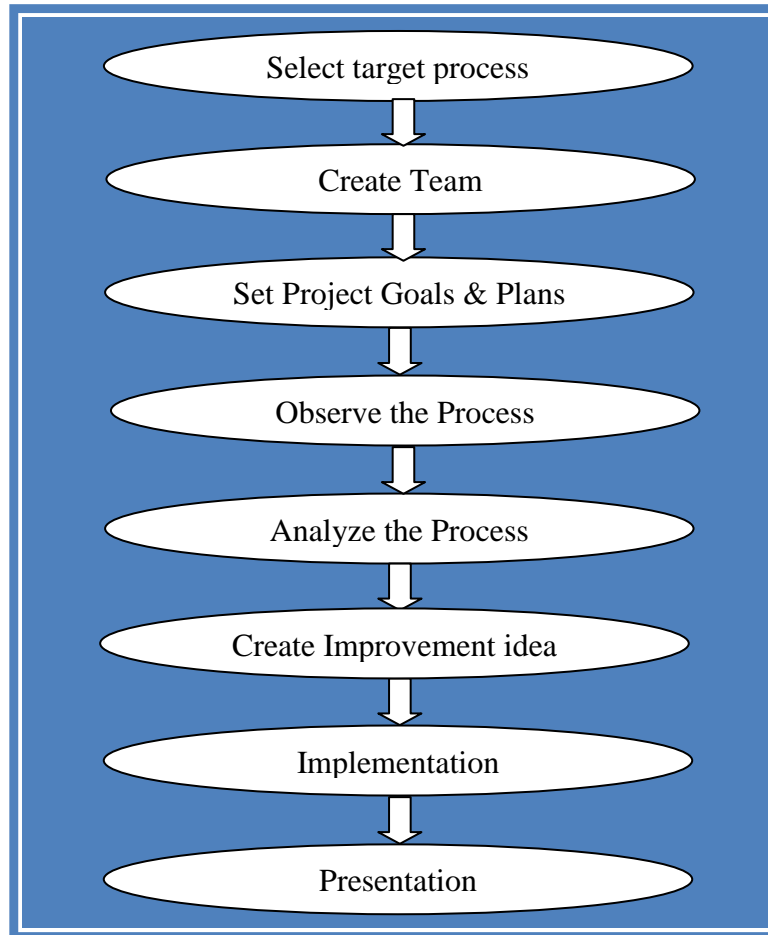 Select target process
Create Team
Set Project Goals & Plans
Observe the Process
Analyze the Process
Create Improvement idea
Implementation
Presentation